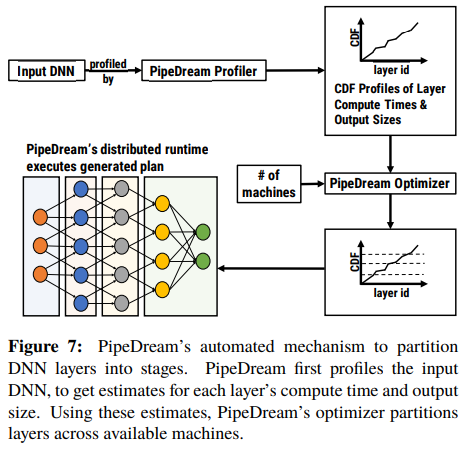 Input DNN
profiled
by
PipeDream Profiler
CDF
layer id
CDF Profiles of Layer
Compute Times &
Output Sizes
PipeDream's distributed runtime
executes generated plan
# of
machines
PipeDream Optimizer
CDF
layer id
Figure 7: PipeDream's automated mechanism to partition
DNN layers into stages. PipeDream first profiles the input
DNN, to get estimates for each layer's compute time and output
size. Using these estimates, PipeDream's optimizer partitions
layers across available machines.